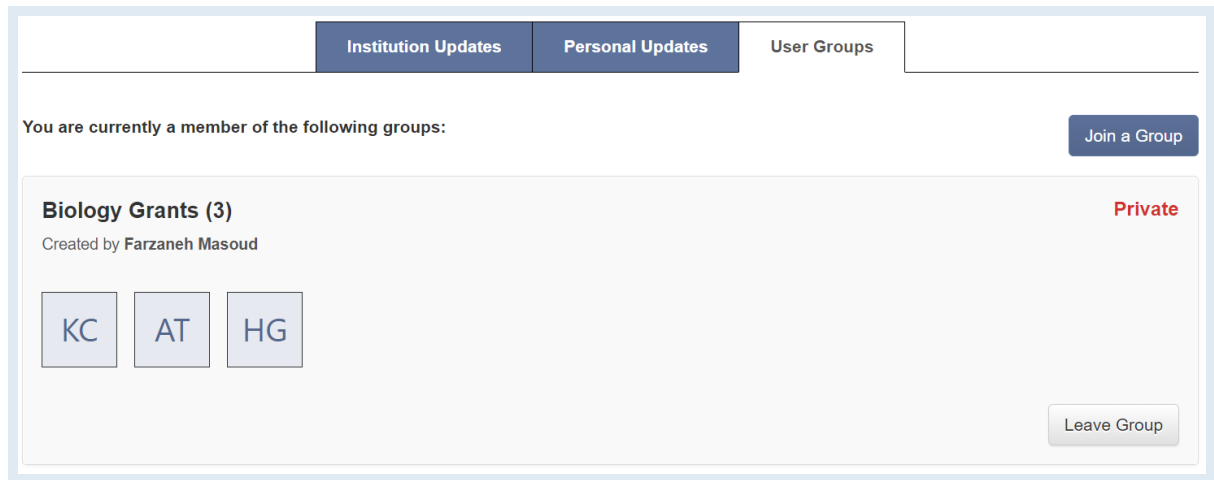 Institution Updates Personal Updates User Groups
You are currently a member of the following groups:
Join a Group
Biology Grants (3) Private
Created by Farzaneh Masoud
KC AT HG
Leave Group